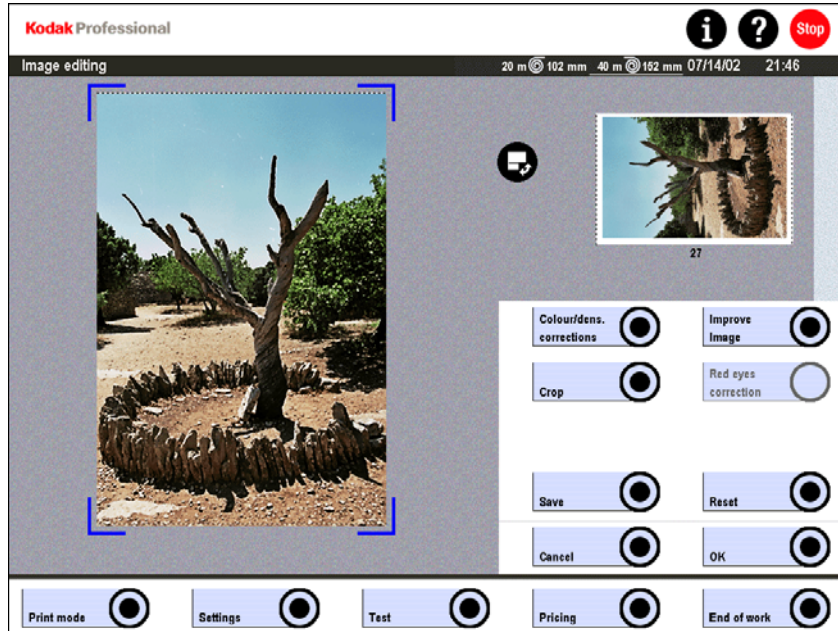 Kodak Professional
i ? Stop
Image editing 20 m 102 mm 40 m 152 mm 07/14/02 21:46
27
Colour/dens.
corrections
Improve
Image
Crop
Red eyes
correction
Save
Reset
Cancel
OK
Print mode
Settings
Test
Pricing
End of work